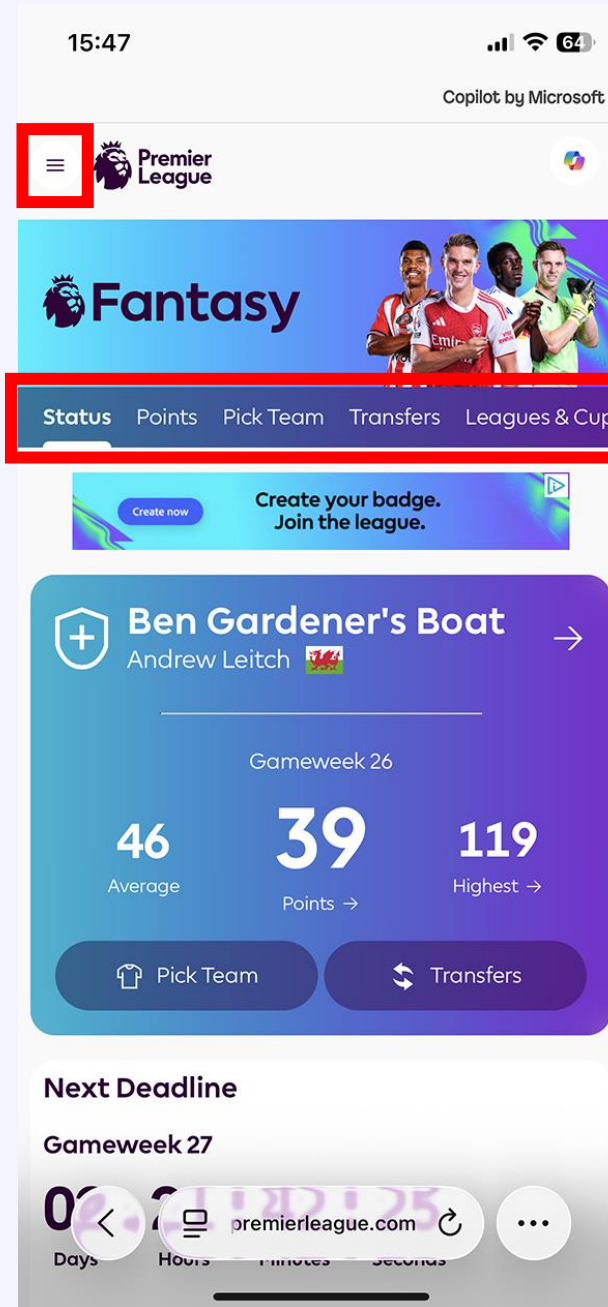 15:47
64
Copilot by Microsoft
Premier
League
Fantasy
Status Points Pick Team Transfers Leagues & Cup
Create now
Create your badge.
Join the league.
Ben Gardener's Boat
Andrew Leitch
Gameweek 26
46 39 119
Average Points → Highest →
Pick Team Transfers
Next Deadline
Gameweek 27
premierleague.com
Days Hours Minutes Seconds